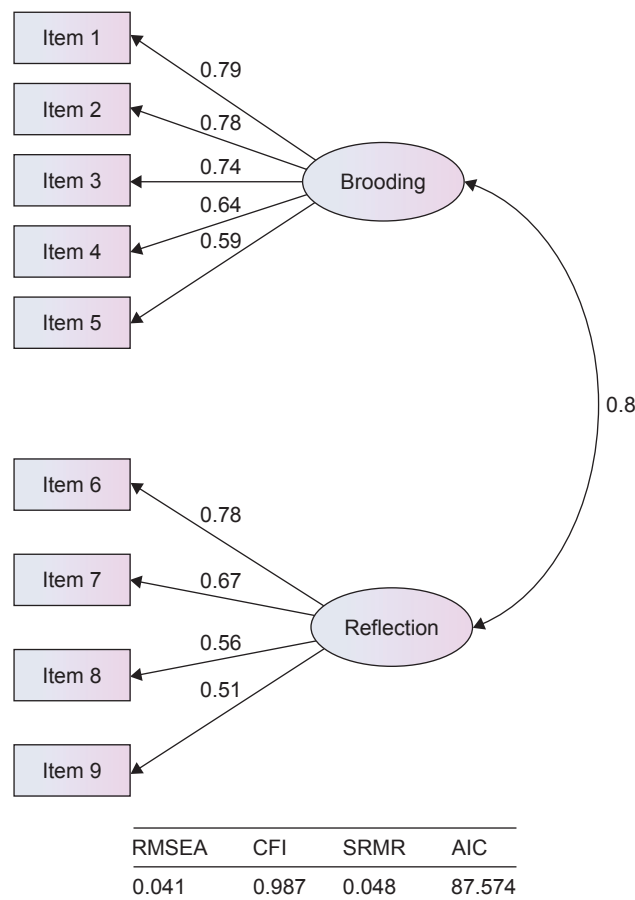 Item 1
0.79
Item 2
0.78
Item 3
0.74
Brooding
0.64
Item 4
0.59
Item 5
0.8
Item 6
0.78
Item 7
0.67
Reflection
0.56
Item 8
0.51
Item 9
RMSEA CFI SRMR AIC
0.041 0.987 0.048 87.574